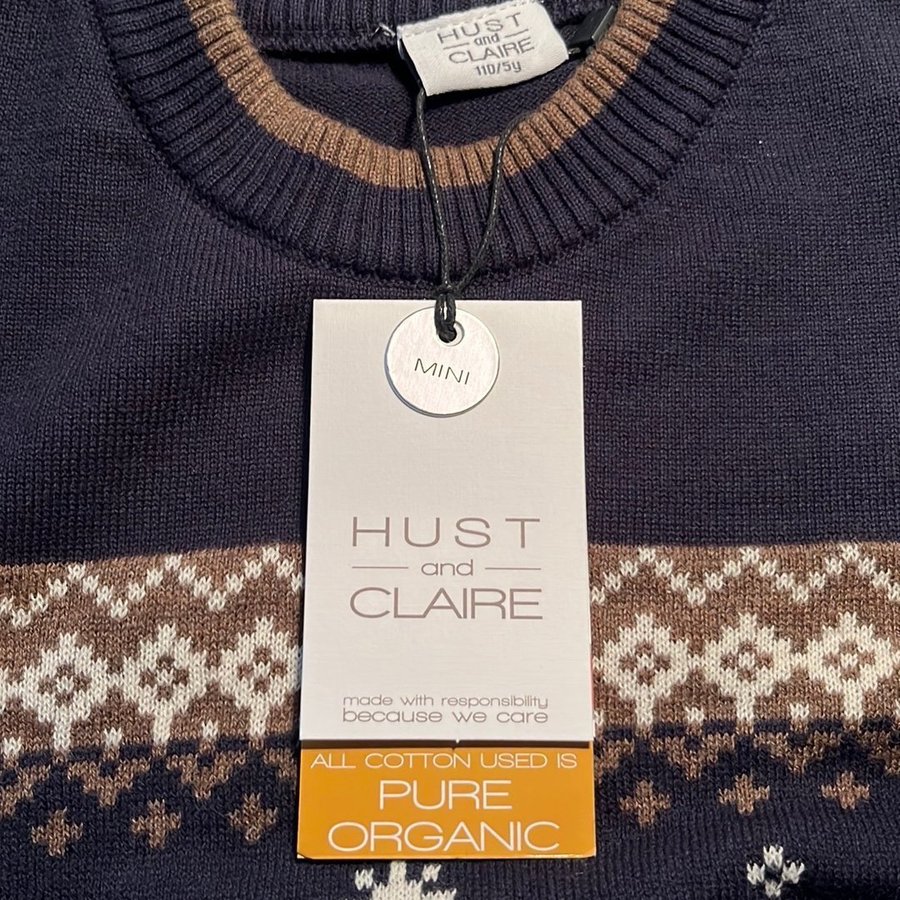 HUST
and
CLAIRE
110/5y
MINI
HUST
and
CLAIRE
made with responsibility
because we care
ALL COTTON USED IS
PURE
ORGANIC